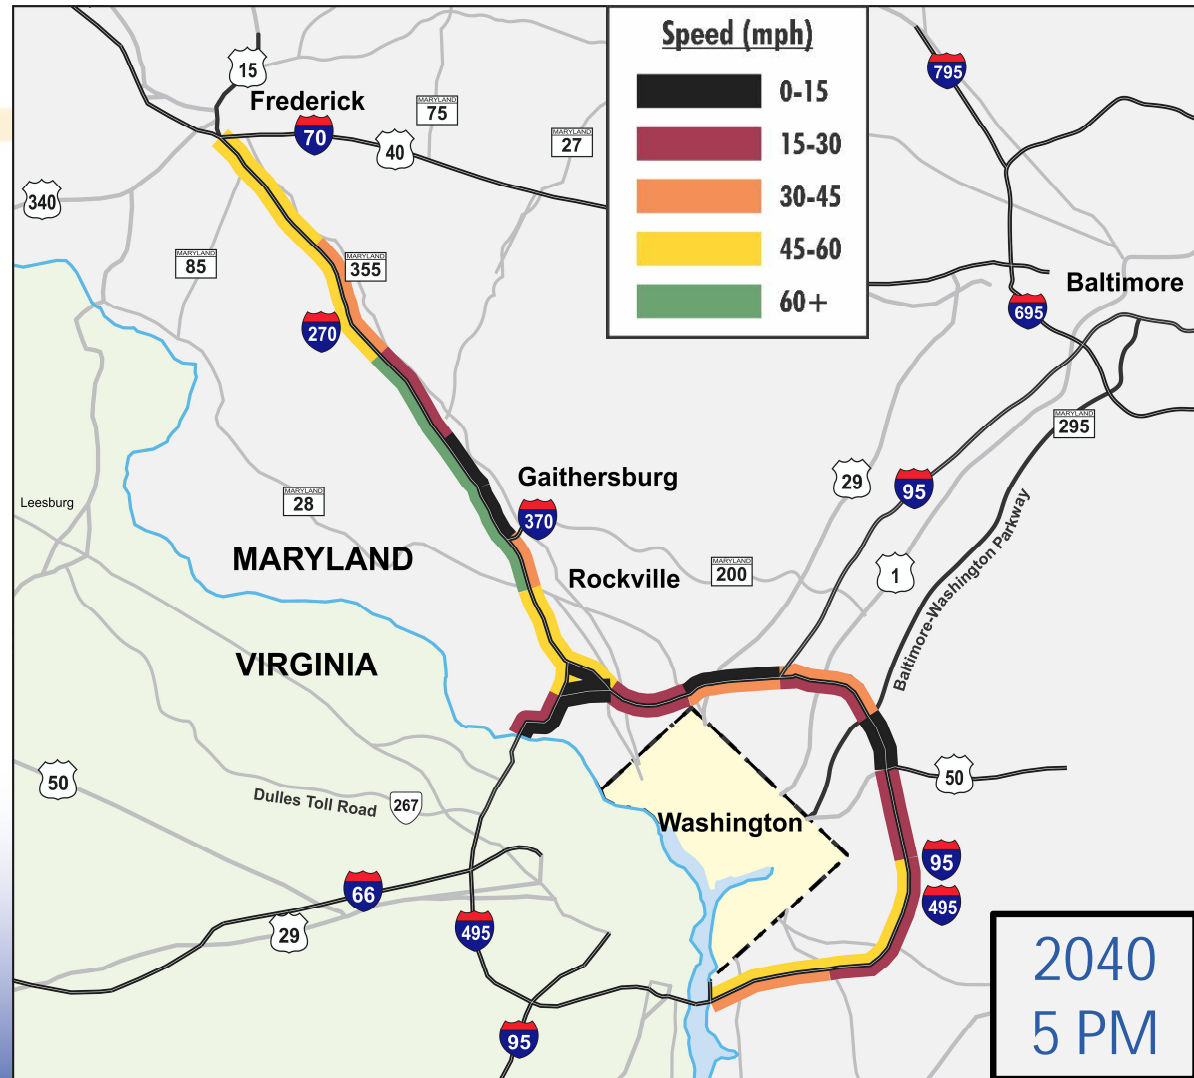 Speed (mph)
0-15
15-30
30-45
45-60
60+
15
Frederick
70
40
MARYLAND
75
MARYLAND
27
795
340
MARYLAND
85
MARYLAND
355
270
Baltimore
695
MARYLAND
295
Leesburg
MARYLAND
28
Gaithersburg
370
29
95
MARYLAND
Rockville
MARYLAND
200
1
Baltimore-Washington Parkway
VIRGINIA
50
Dulles Toll Road
267
50
Washington
95
495
66
29
495
95
2040
5 PM